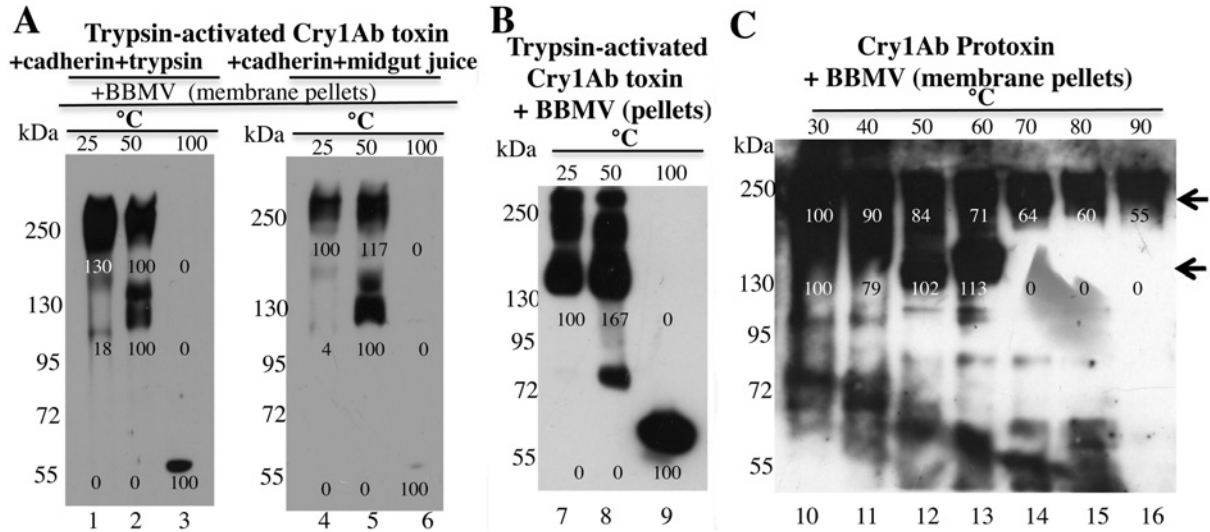 A
Trypsin-activated Cry1Ab toxin
+cadherin+trypsin +cadherin+midgut juice
+BBMV (membrane pellets)
°C °C
kDa 25 50 100 kDa 25 50 100
250 250
100 117 0
130 100 0
130 130
18 100 0 4 100 0
95 95
72 72
55 55
0 0 100 0 0 100
1 2 3 4 5 6
B
Trypsin-activated
Cry1Ab toxin
+ BBMV (pellets)
°C
kDa 25 50 100
250
130
100 167 0
95
72
55
0 0 100
7 8 9
C
Cry1Ab Protoxin
+ BBMV (membrane pellets)
°C
30 40 50 60 70 80 90
kDa
250
100 90 84 71 64 60 55
130 100 79 102 113 0 0 0
95
72
55
10 11 12 13 14 15 16